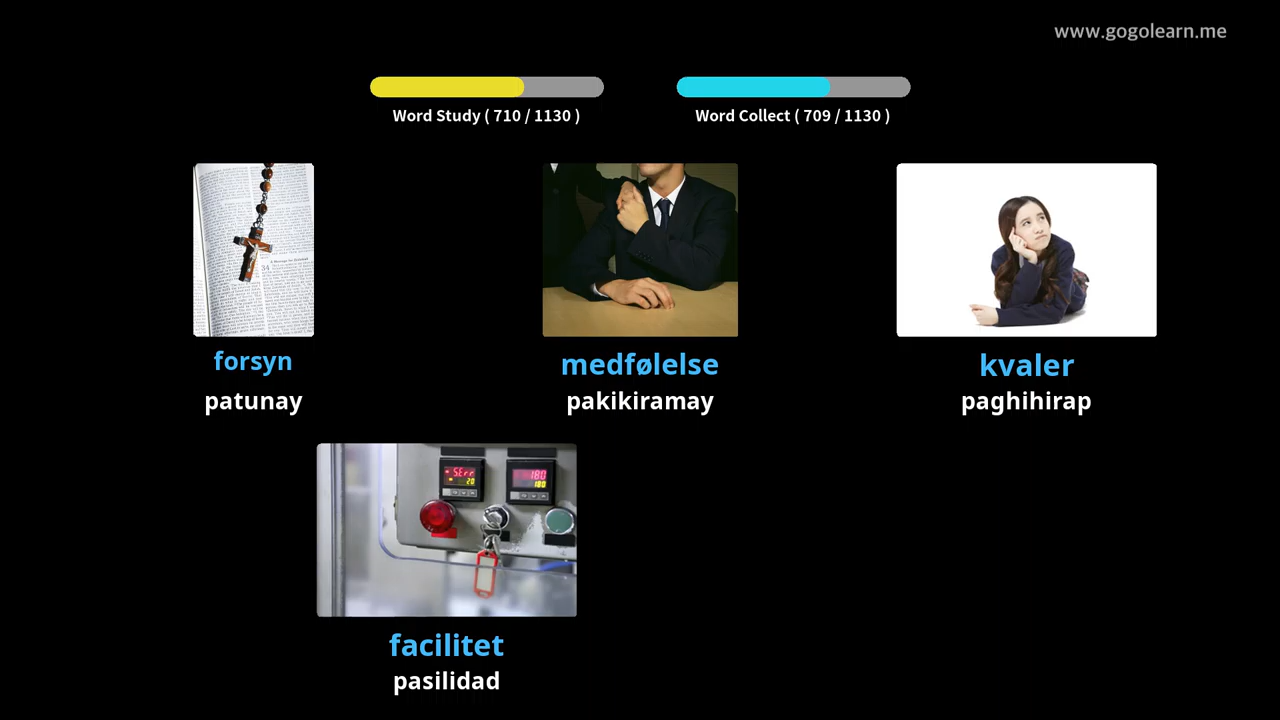 www.gogolearn.me
Word Study ( 710 / 1130 )
Word Collect ( 709 / 1130 )
forsyn
patunay
medfølelse
pakikiramay
kvaler
paghihirap
facilitet
pasilidad